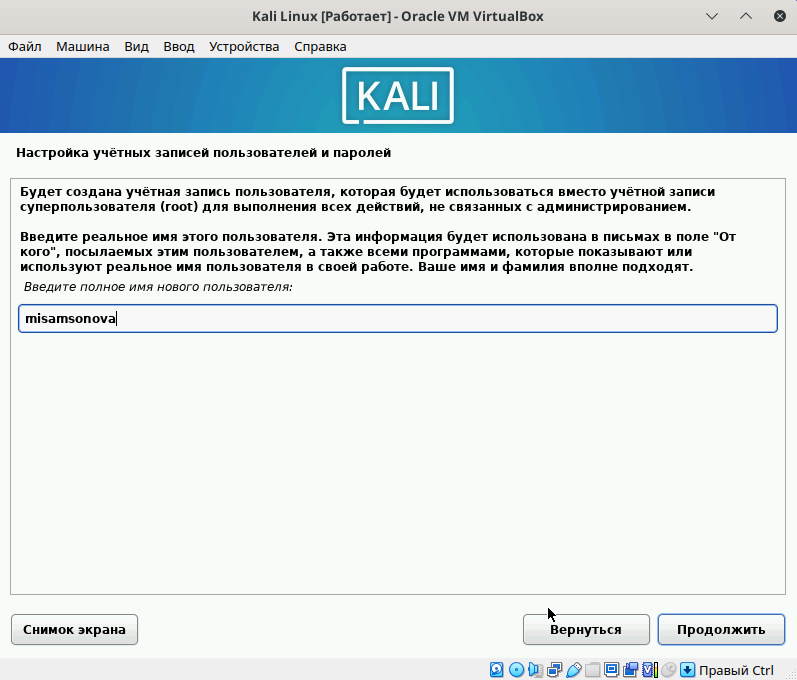 Kali Linux [Работает] - Oracle VM VirtualBox
Файл Машина Вид Ввод Устройства Справка
KALI
Настройка учётных записей пользователей и паролей
Будет создана учётная запись пользователя, которая будет использоваться вместо учётной записи
суперпользователя (root) для выполнения всех действий, не связанных с администрированием.
Введите реальное имя этого пользователя. Эта информация будет использована в письмах в поле "От
кого", посылаемых этим пользователем, а также всеми программами, которые показывают или
используют реальное имя пользователя в своей работе. Ваше имя и фамилия вполне подходят.
Введите полное имя нового пользователя:
misamsonova
Снимок экрана Вернуться Продолжить
Правый Ctrl